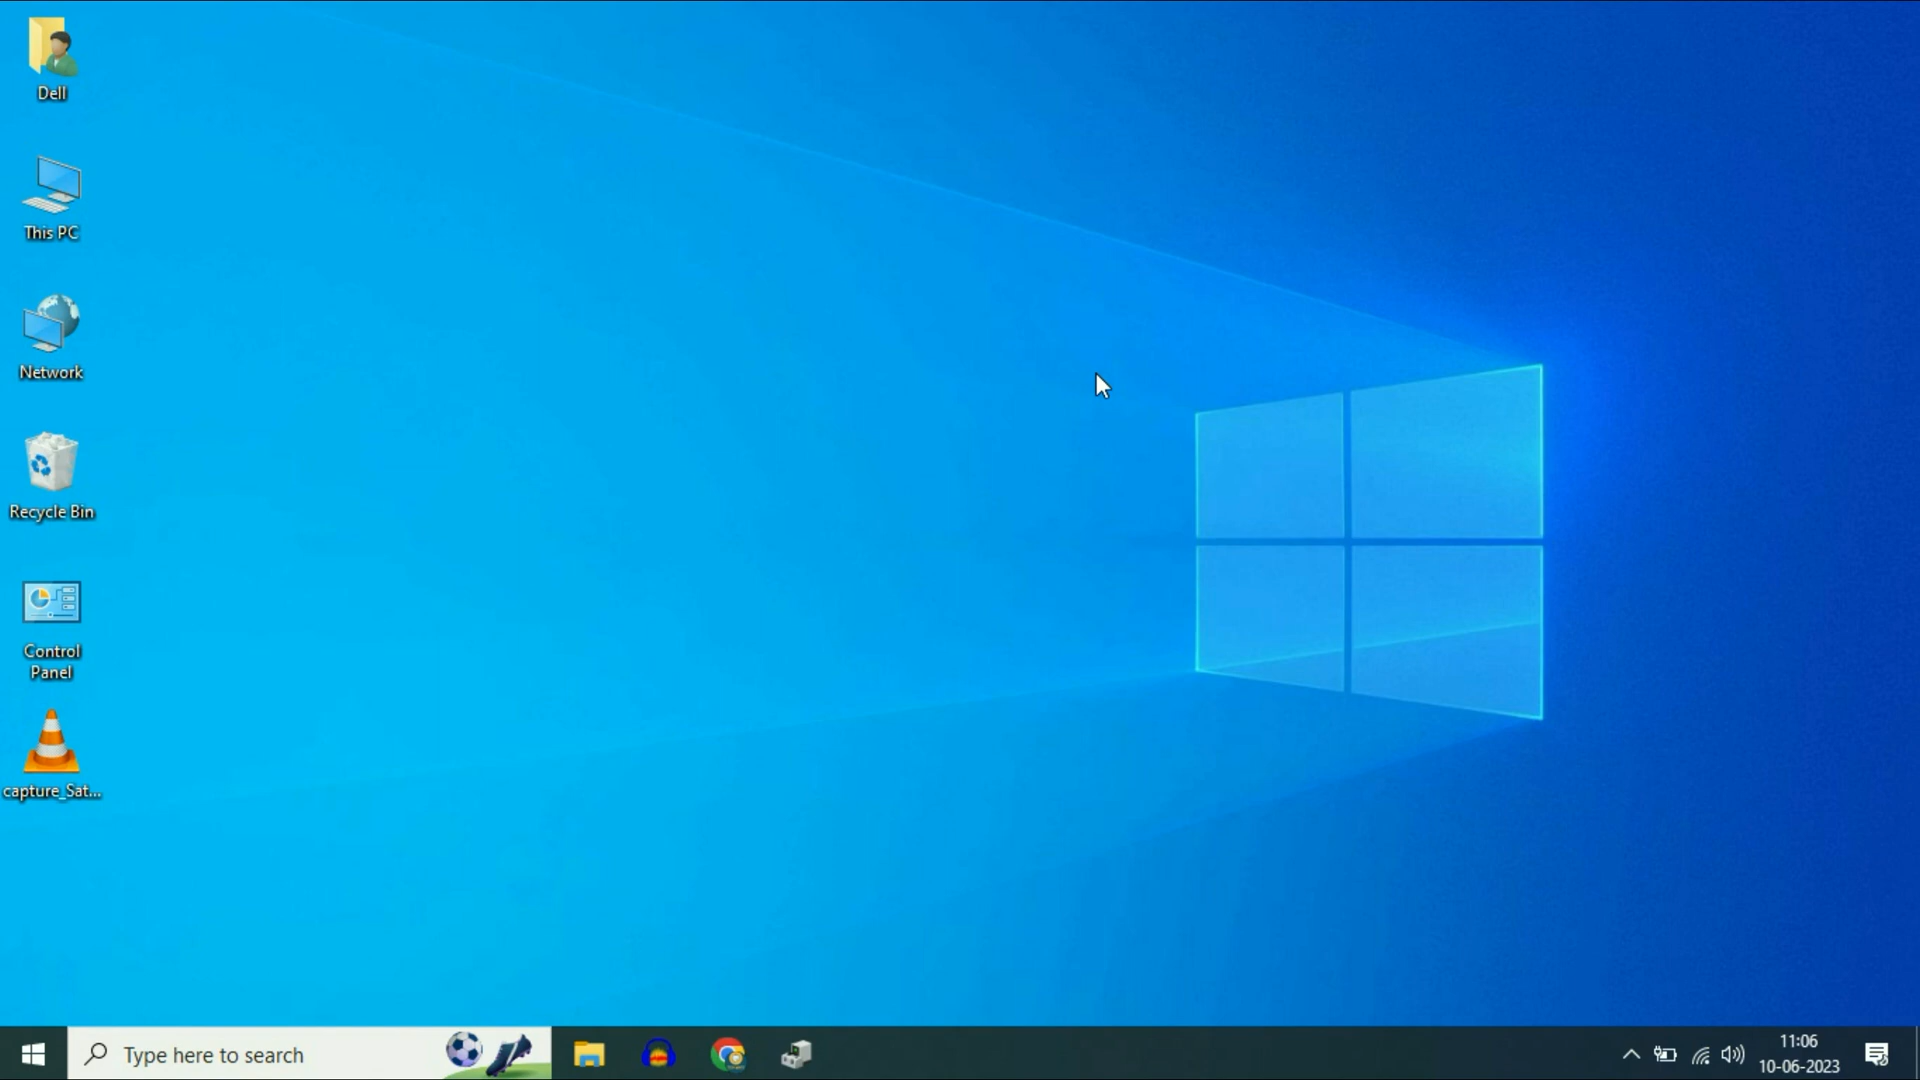 Dell
This PC
Network
Recycle Bin
Control
Panel
capture_Sat...
Type here to search
11:06
10-06-2023